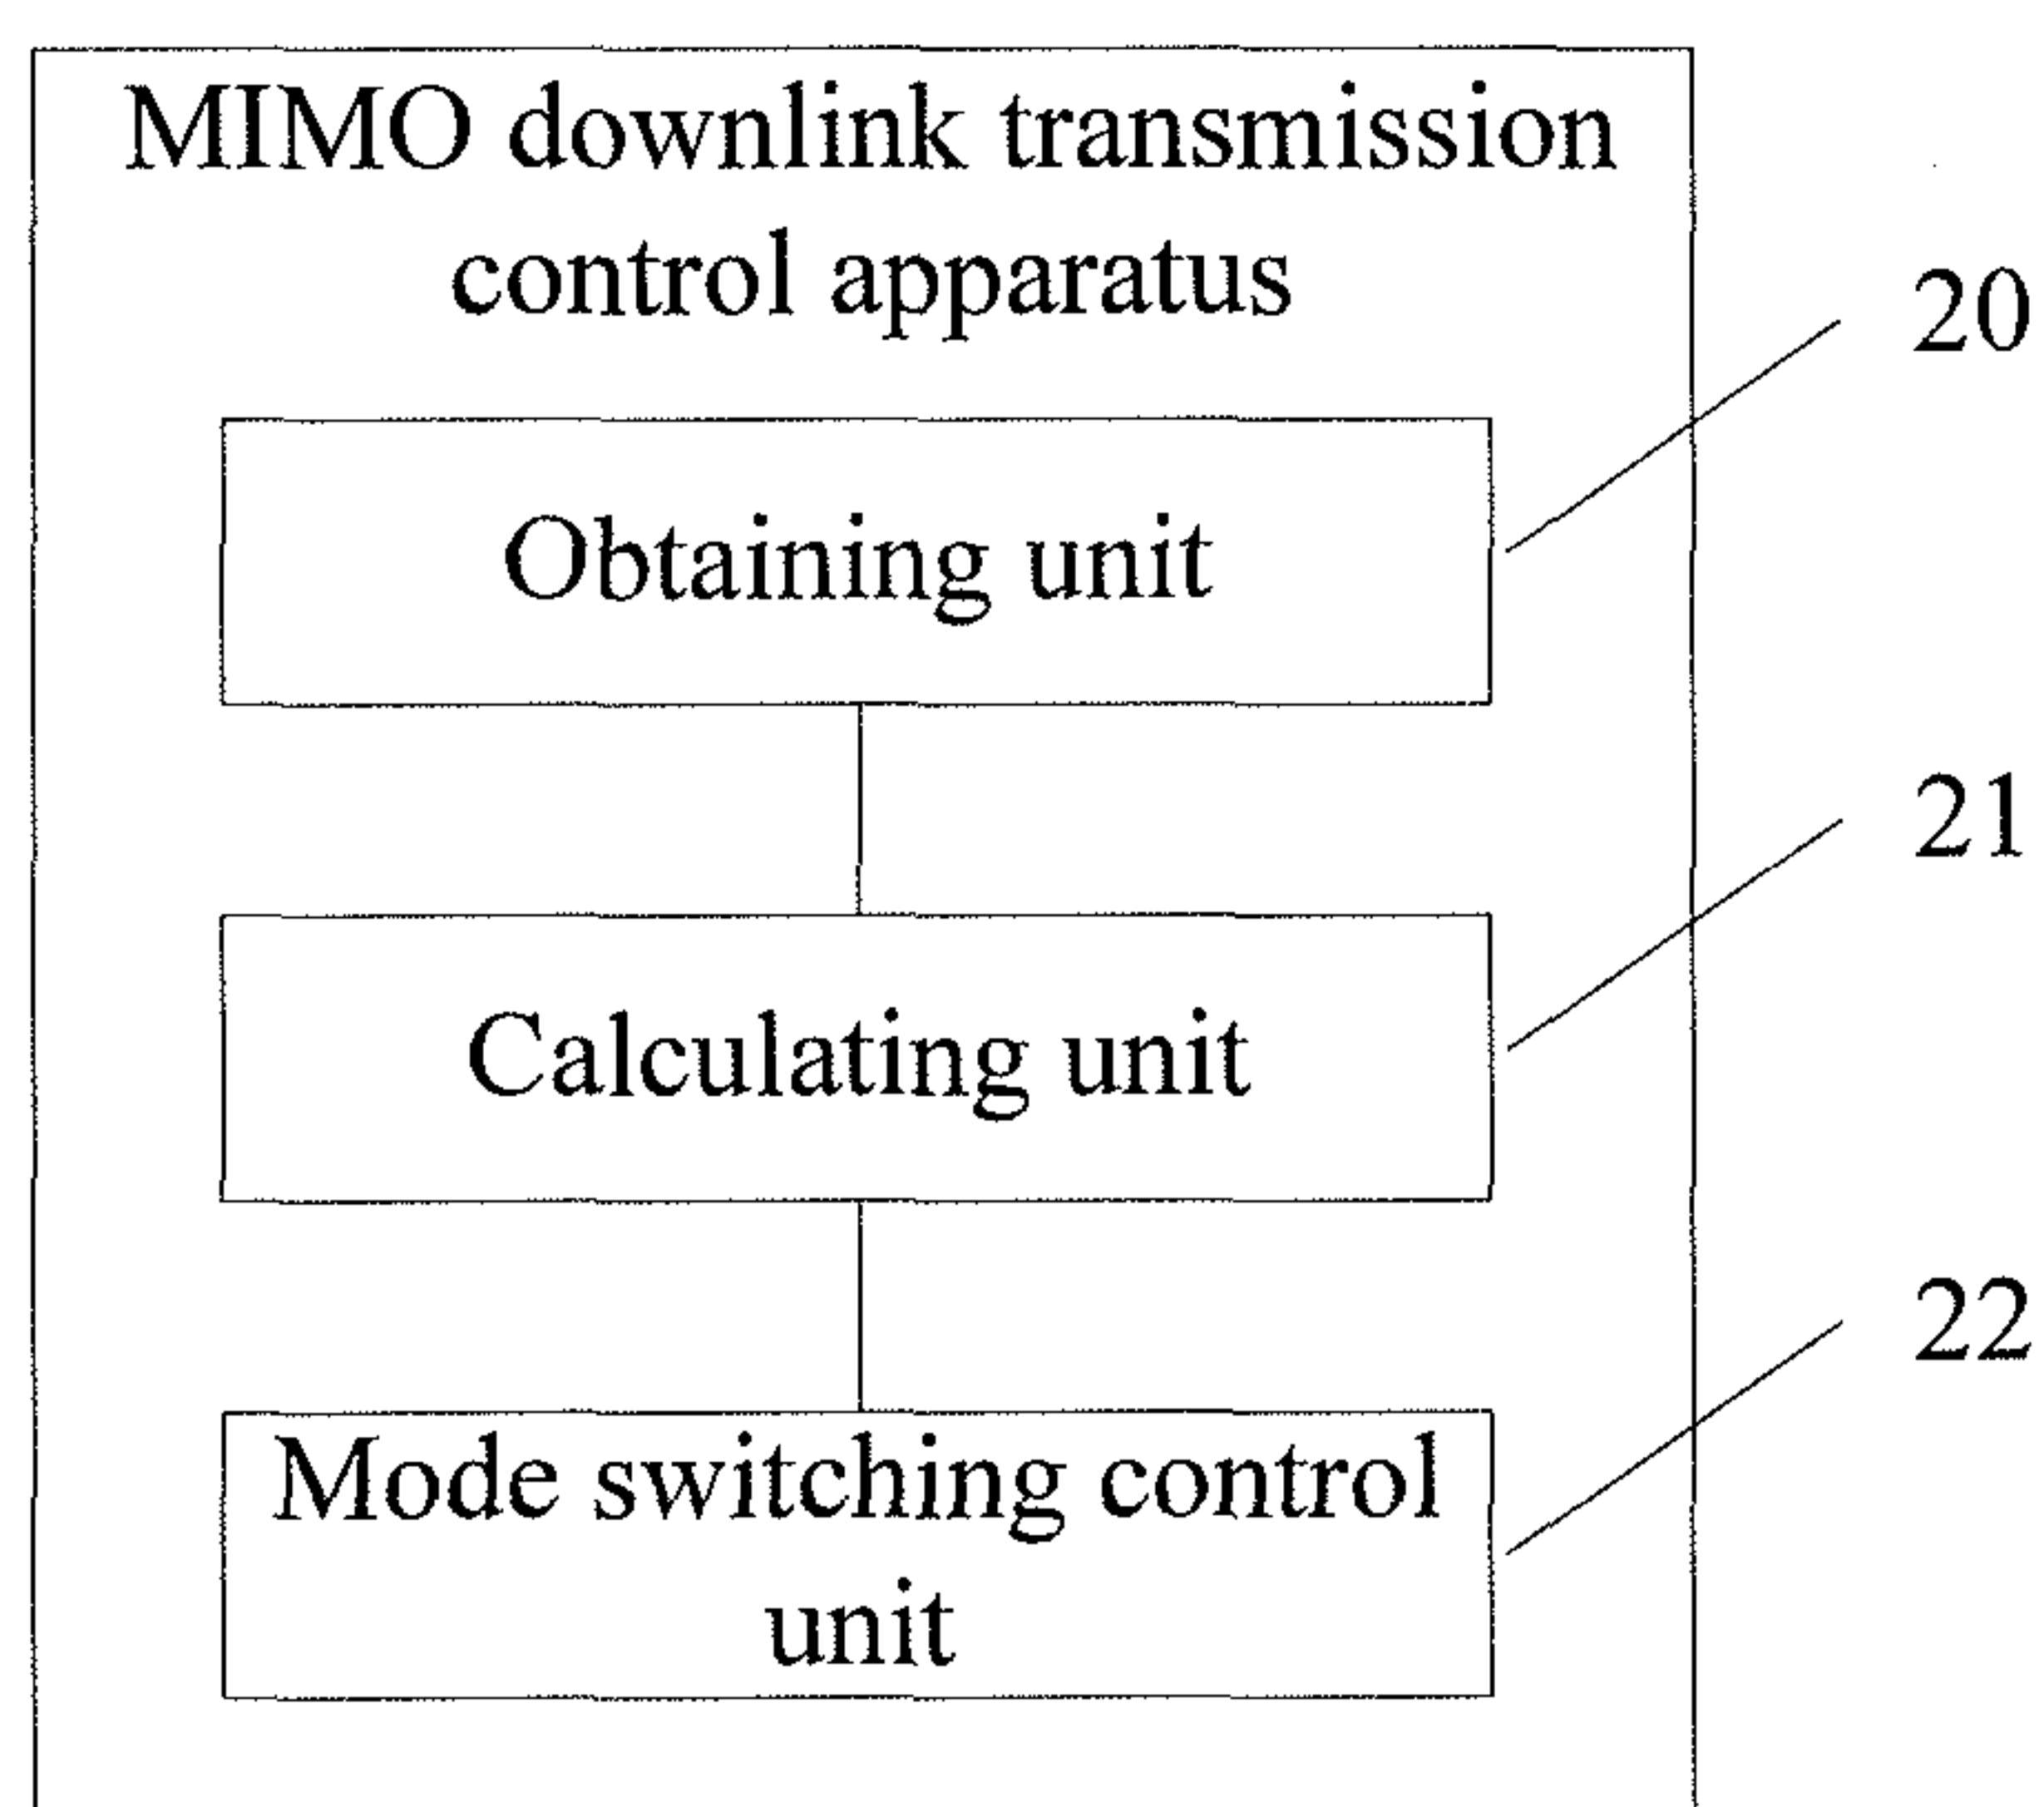 MIMO downlink transmission
control apparatus
20
Obtaining unit
21
Calculating unit
22
Mode switching control
unit